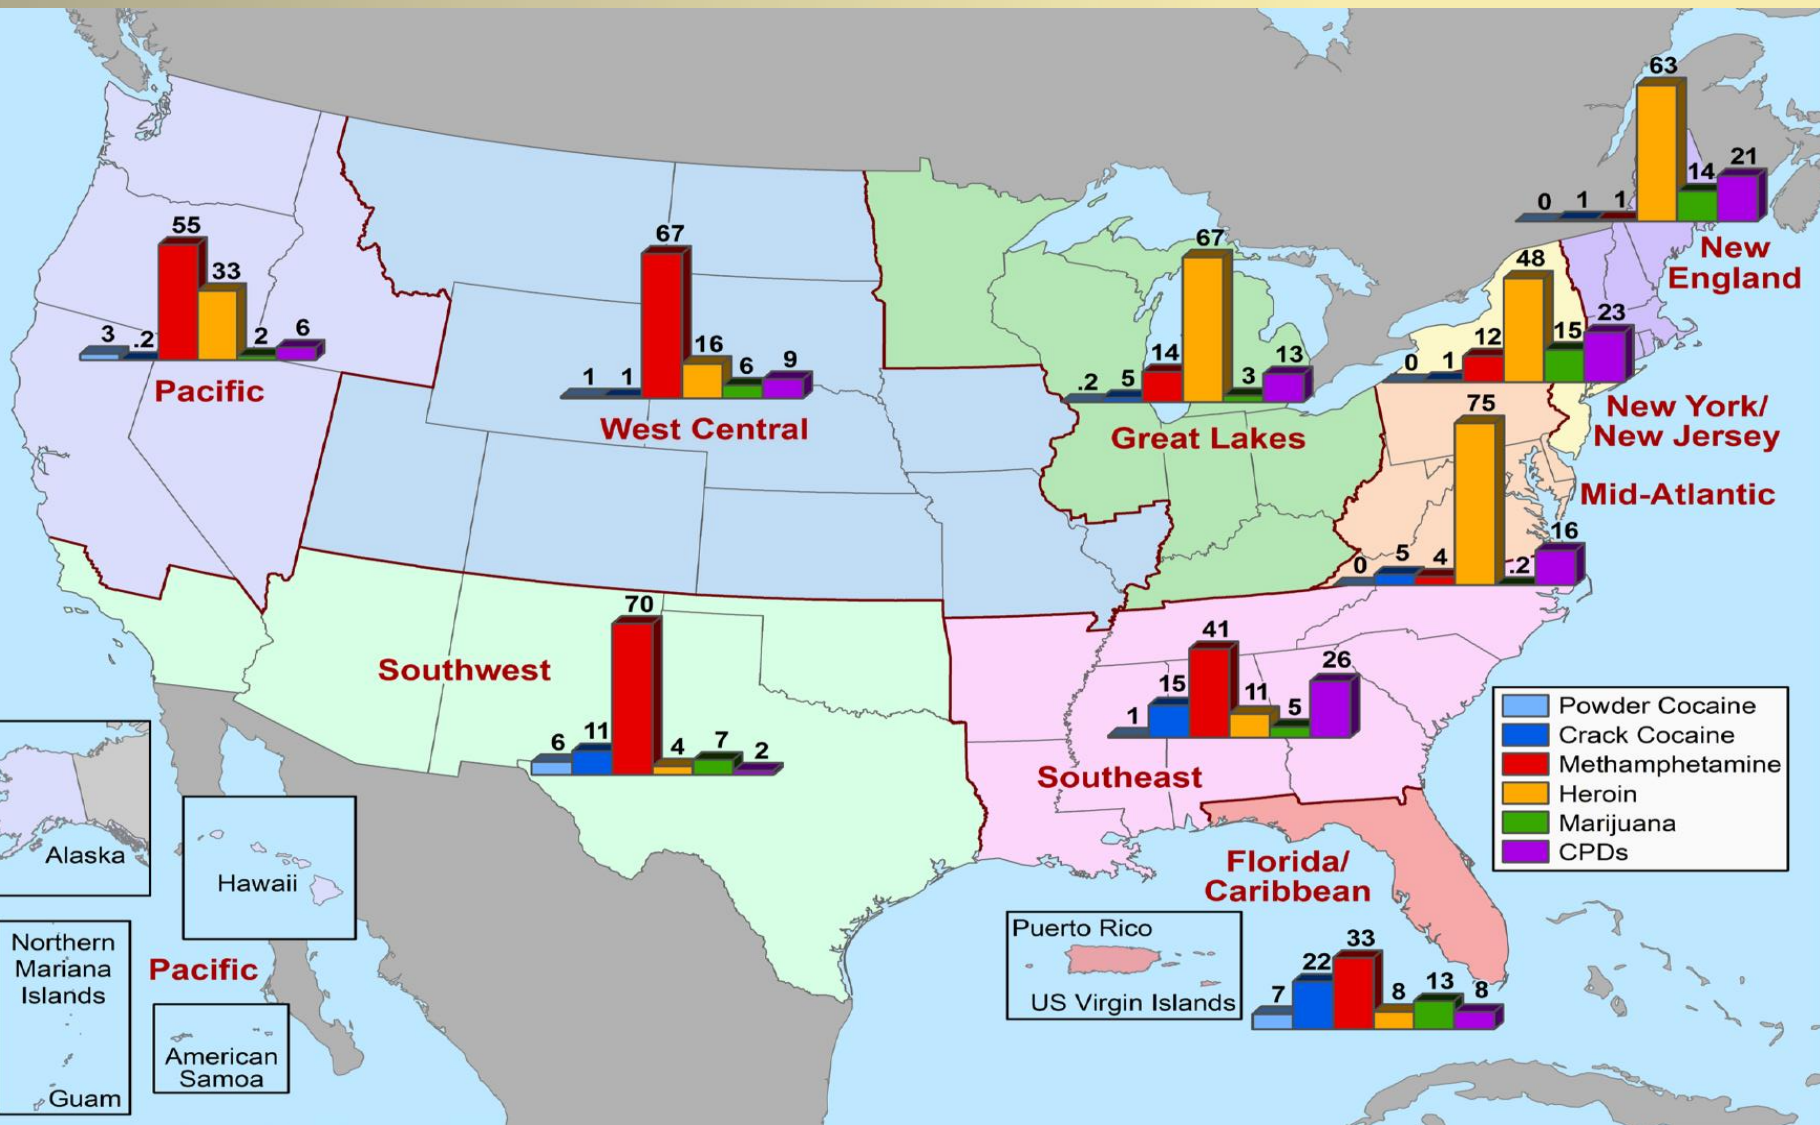 63
0 1 1 14 21
New
England
55
33
3 .2 2 6
Pacific
67
1 1 16 6 9
West Central
67
.2 5 14 3 13
Great Lakes
48
0 1 12 15 23
New York/
New Jersey
75
0 5 4 .2 16
Mid-Atlantic
70
6 11 4 7 2
Southwest
41
1 15 11 5 26
Southeast
Powder Cocaine
Crack Cocaine
Methamphetamine
Heroin
Marijuana
CPDs
Florida/
Caribbean
33
7 22 8 13 8
Puerto Rico
US Virgin Islands
Alaska
Hawaii
Northern
Mariana
Islands
Guam
Pacific
American
Samoa